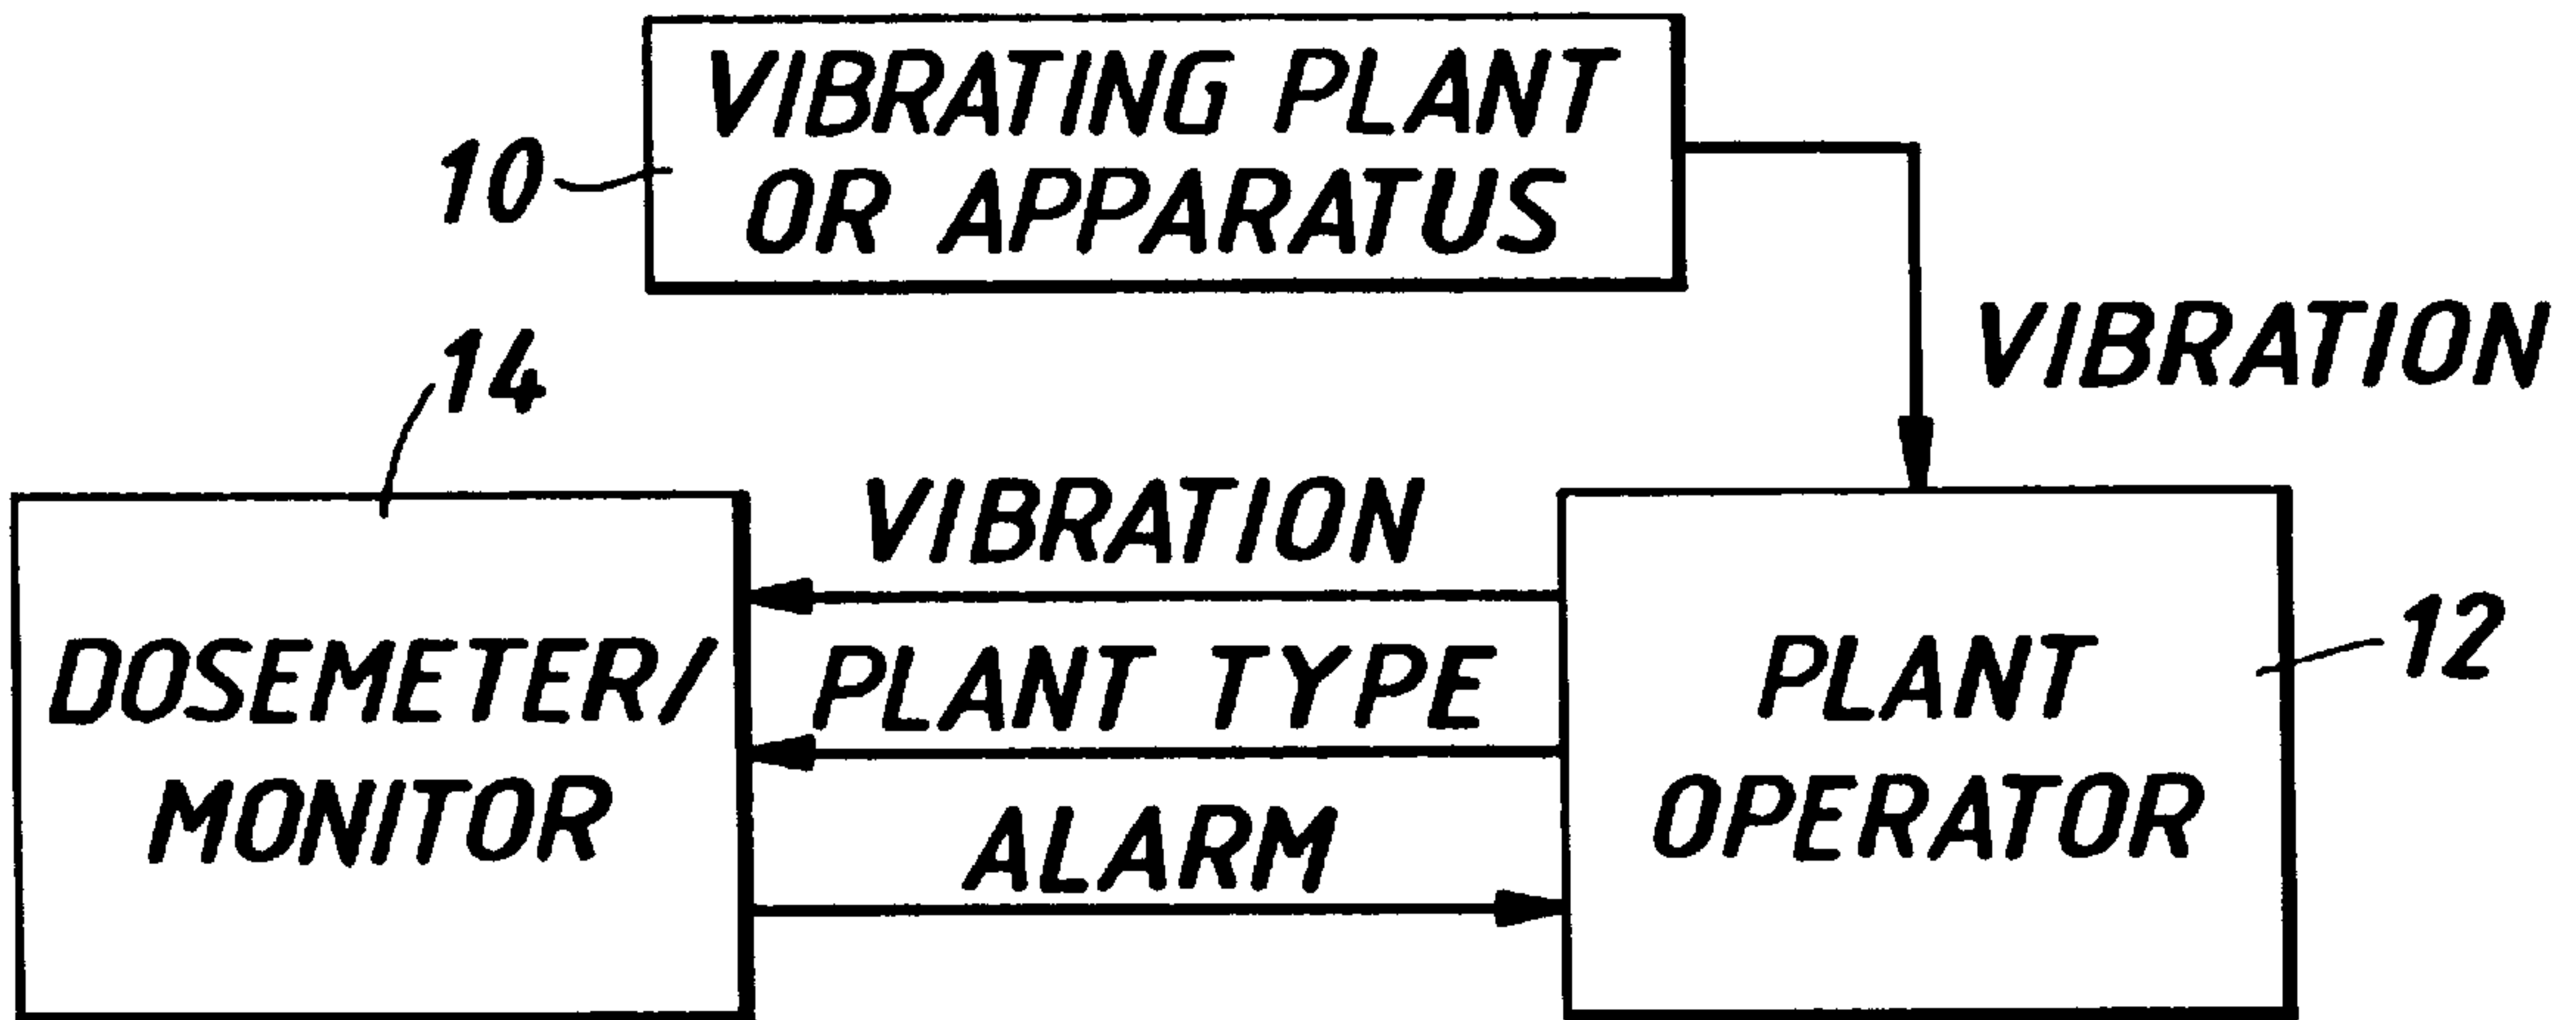 VIBRATING PLANT
OR APPARATUS
10
VIBRATION
14
VIBRATION
DOSEMETER/
MONITOR
PLANT TYPE
ALARM
PLANT
OPERATOR
12